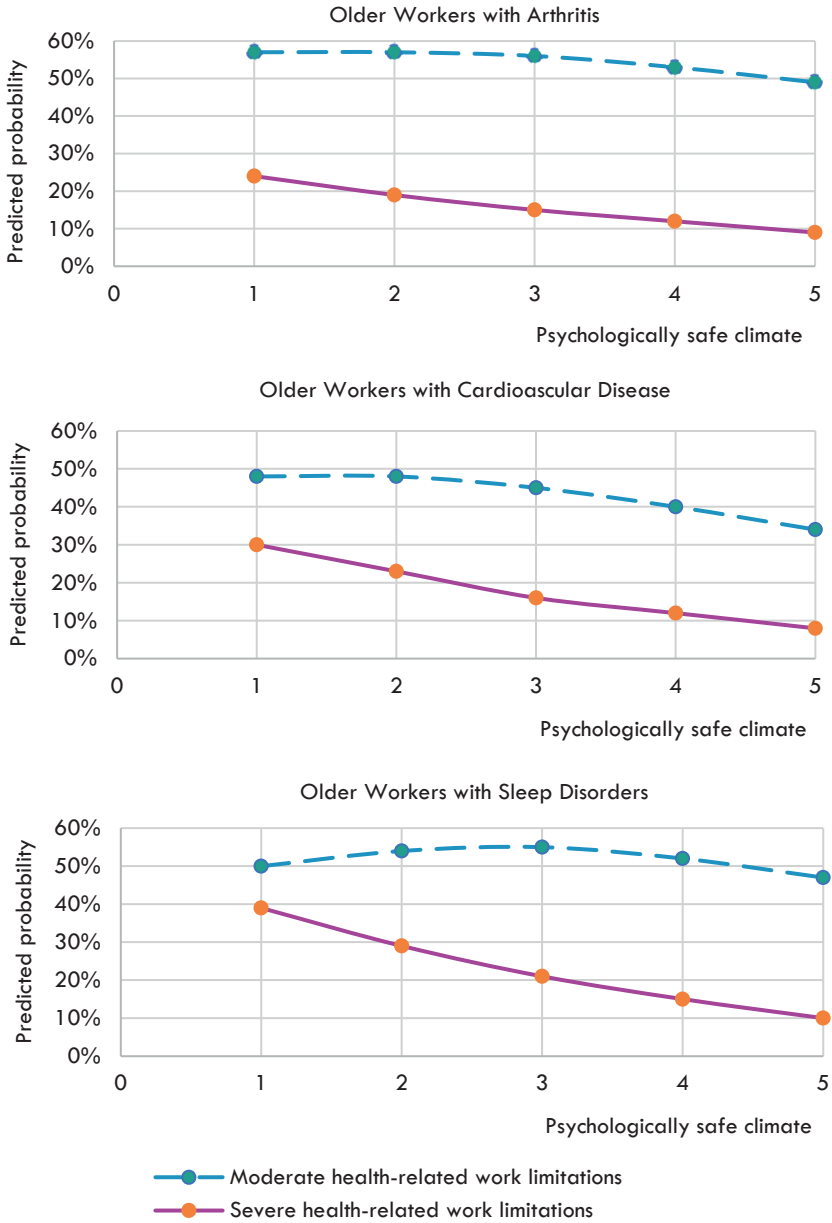 Older Workers with Arthritis
Predicted probability
60%
50%
40%
30%
20%
10%
0%
0 1 2 3 4 5
Psychologically safe climate
Older Workers with Cardioascular Disease
Predicted probability
60%
50%
40%
30%
20%
10%
0%
0 1 2 3 4 5
Psychologically safe climate
Older Workers with Sleep Disorders
Predicted probability
60%
50%
40%
30%
20%
10%
0%
0 1 2 3 4 5
Psychologically safe climate
Moderate health-related work limitations
Severe health-related work limitations